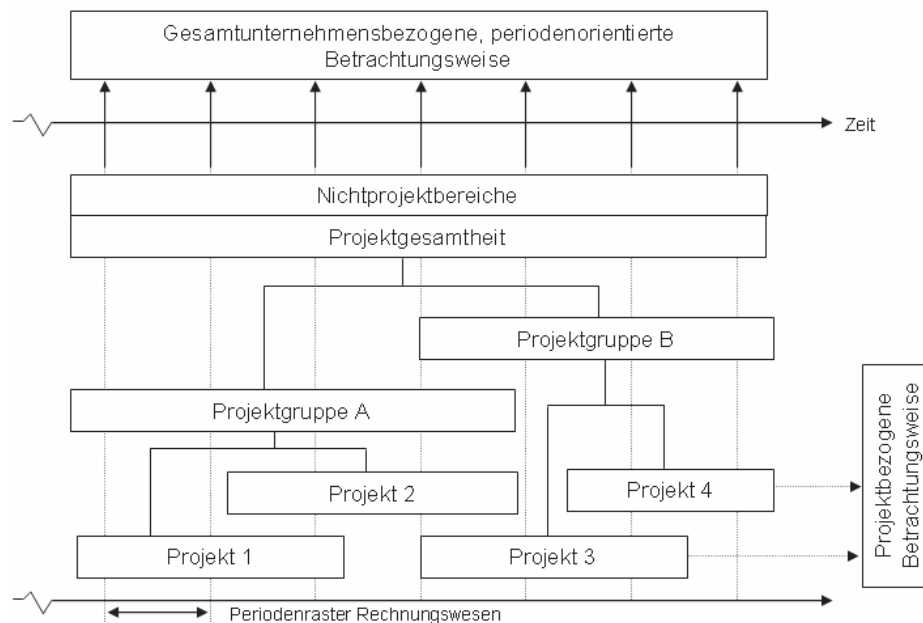 Gesamtunternehmensbezogene, periodenorientierte
Betrachtungsweise
Zeit
Nichtprojektbereiche
Projektgesamtheit
Projektgruppe B
Projektgruppe A
Projekt 2
Projekt 4
Projekt 1
Projekt 3
Projektbezogene
Betrachtungsweise
Periodenraster Rechnungswesen